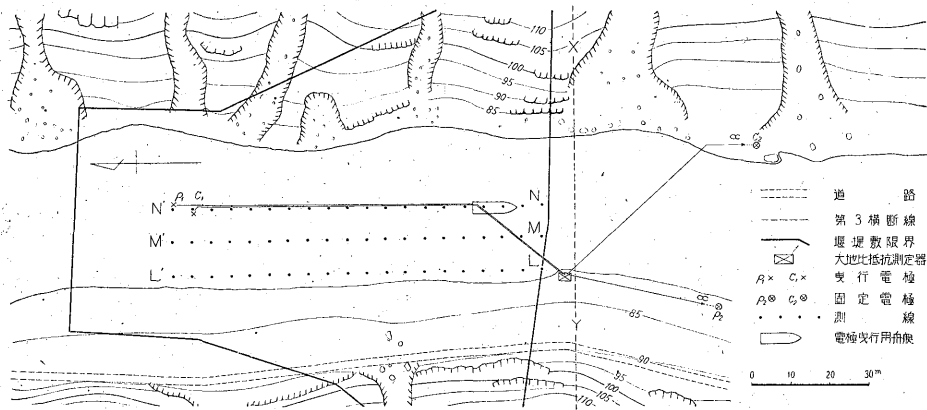 110
105
100
95
90
85
X
∞
C₂
P₁ C₁
N' N
M' M
L' L
∞
P₂
85
Y
90
95
100
105
110
道路
第3横断線
堰堤敷限界
大地比抵抗測定器
P₁× C₁× 曳行電極
P₂⊗ C₂⊗ 固定電極
測線
電極曳行用舟艇
0 10 20 30m